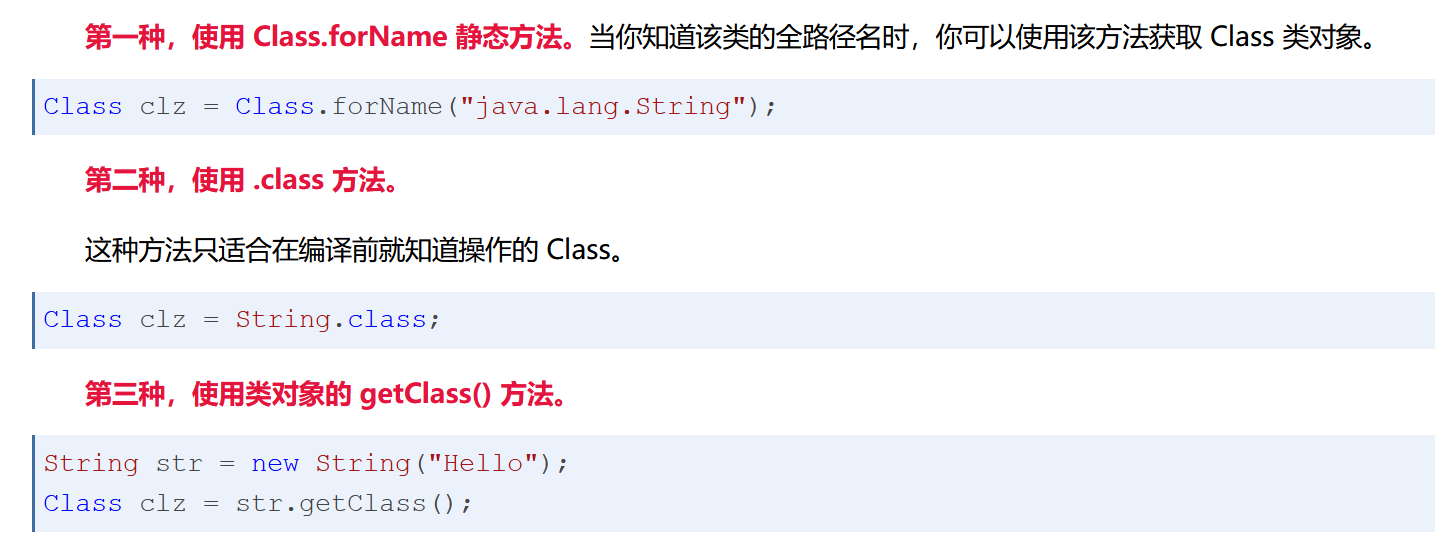 第一种，使用 Class.forName 静态方法。当你知道该类的全路径名时，你可以使用该方法获取 Class 类对象。
Class clz = Class.forName("java.lang.String");
第二种，使用 .class 方法。
这种方法只适合在编译前就知道操作的 Class。
Class clz = String.class;
第三种，使用类对象的 getClass() 方法。
String str = new String("Hello");
Class clz = str.getClass();